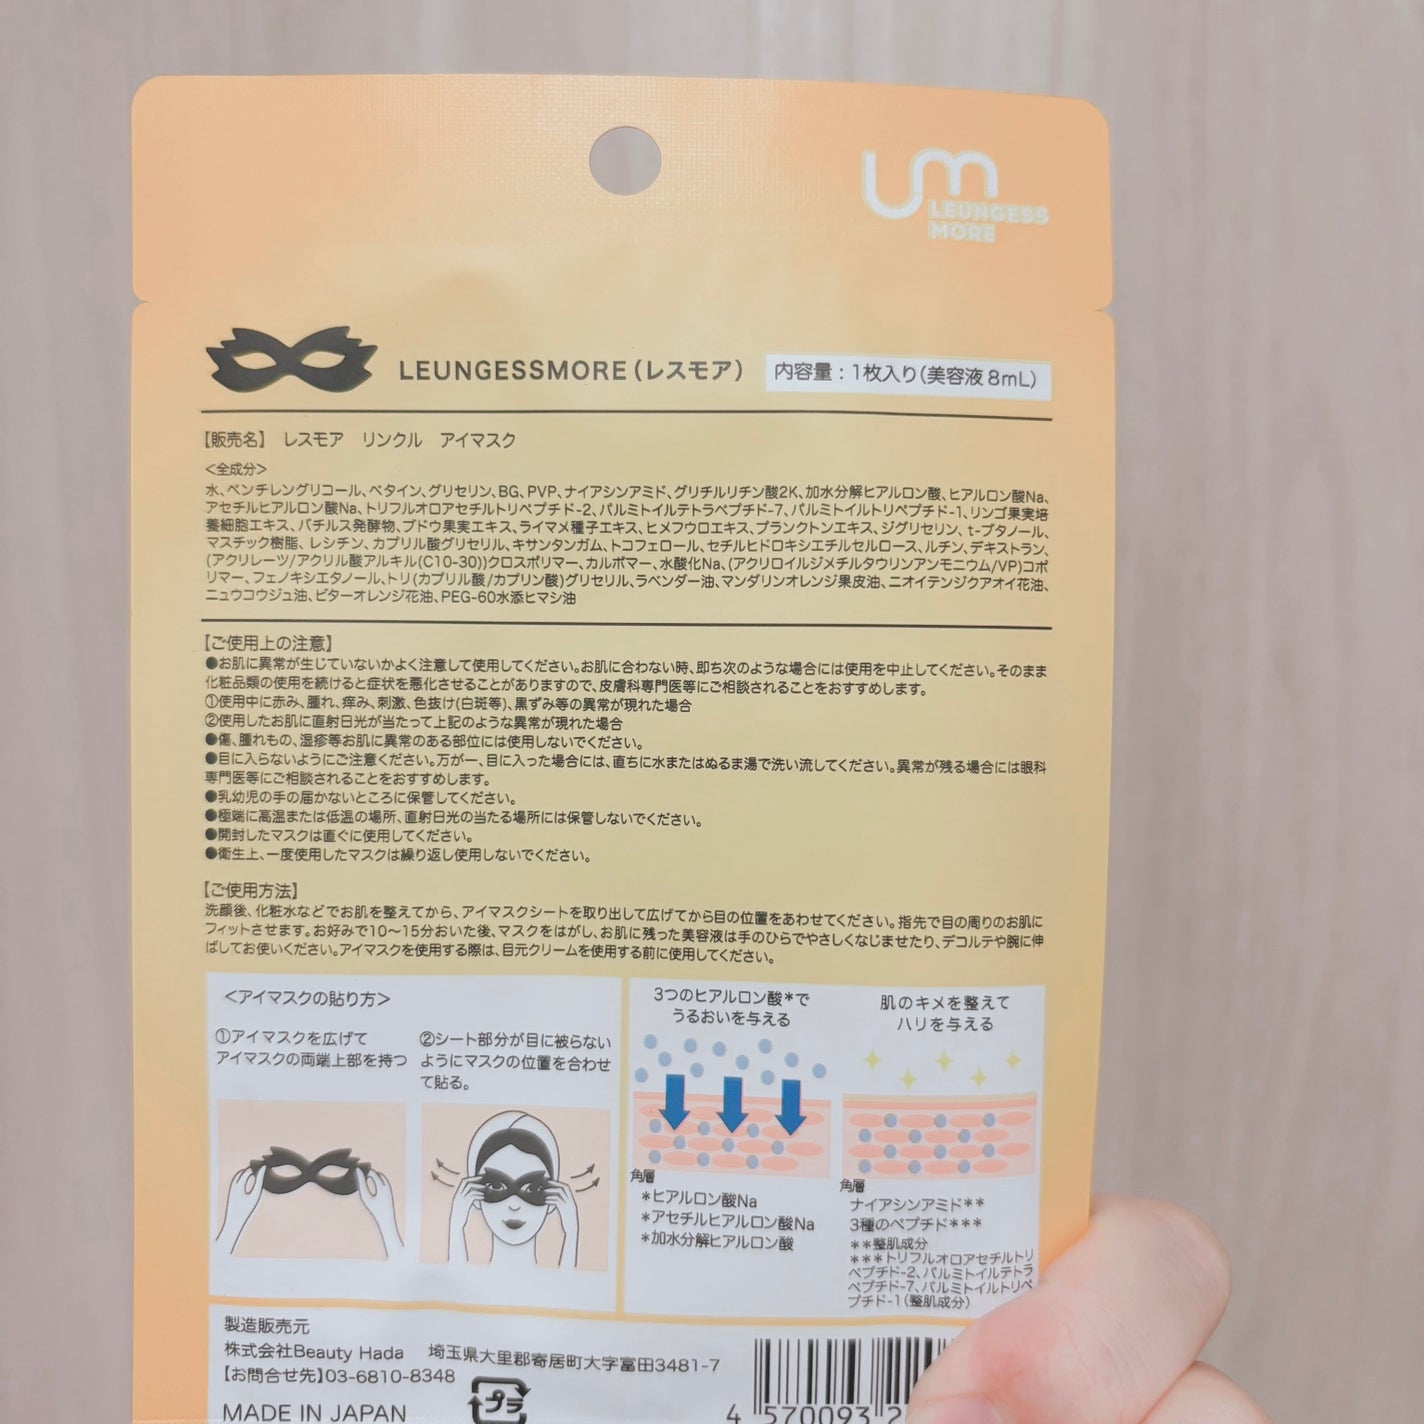 Um
LEUNGESS
MORE
LEUNGESSMORE(レスモア)
内容量:1枚入り(美容液8mL)
【販売名】 レスモア リンクル アイマスク
<全成分>
水、ペンチレングリコール、ベタイン、グリセリン、BG、PVP、ナイアシンアミド、グリチルリチン酸2K、加水分解ヒアルロン酸、ヒアルロン酸Na、
アセチルヒアルロン酸Na、トリフルオロアセチルトリペプチド-2、パルミトイルテトラペプチド-7、パルミトイルトリペプチド-1、リンゴ果実培
養細胞エキス、バチルス発酵物、ブドウ果実エキス、ライマメ種子エキス、ヒメフウロエキス、プランクトンエキス、ジグリセリン、t-ブタノール、
マスチック樹脂、レシチン、カプリル酸グリセリル、キサンタンガム、トコフェロール、セチルヒドロキシエチルセルロース、ルチン、デキストラン、
(アクリレーツ/アクリル酸アルキル(C10-30))クロスポリマー、カルボマー、水酸化Na、(アクリロイルジメチルタウリンアンモニウム/VP)コポ
リマー、フェノキシエタノール、トリ(カプリル酸/カプリン酸)グリセリル、ラベンダー油、マンダリンオレンジ果皮油、ニオイテンジクアオイ花油、
ニュウコウジュ油、ビターオレンジ花油、PEG-60水添ヒマシ油
【ご使用上の注意】
●お肌に異常が生じていないかよく注意して使用してください。お肌に合わない時、即ち次のような場合には使用を中止してください。そのまま
化粧品類の使用を続けると症状を悪化させることがありますので、皮膚科専門医等にご相談されることをおすすめします。
①使用中に赤み、腫れ、痒み、刺激、色抜け(白斑等)、黒ずみ等の異常が現れた場合
②使用したお肌に直射日光が当たって上記のような異常が現れた場合
●傷、腫れもの、湿疹等お肌に異常のある部位には使用しないでください。
●目に入らないようにご注意ください。万が一、目に入った場合には、直ちに水またはぬるま湯で洗い流してください。異常が残る場合には眼科
専門医等にご相談されることをおすすめします。
●乳幼児の手の届かないところに保管してください。
●極端に高温または低温の場所、直射日光の当たる場所には保管しないでください。
●開封したマスクは直ぐに使用してください。
●衛生上、一度使用したマスクは繰り返し使用しないでください。
【ご使用方法】
洗顔後、化粧水などでお肌を整えてから、アイマスクシートを取り出して広げてから目の位置をあわせてください。指先で目の周りのお肌に
フィットさせます。お好みで10〜15分おいた後、マスクをはがし、お肌に残った美容液は手のひらでやさしくなじませたり、デコルテや腕に伸
ばしてお使いください。アイマスクを使用する際は、目元クリームを使用する前に使用してください。
<アイマスクの貼り方>
①アイマスクを広げて
アイマスクの両端上部を持つ
②シート部分が目に被らない
ようにマスクの位置を合わせ
て貼る。
3つのヒアルロン酸*で
うるおいを与える
角層
*ヒアルロン酸Na
*アセチルヒアルロン酸Na
*加水分解ヒアルロン酸
肌のキメを整えて
ハリを与える
角層
ナイアシンアミド**
3種のペプチド***
**整肌成分
***トリフルオロアセチルトリ
ペプチド-2、パルミトイルテトラ
ペプチド-7、パルミトイルトリペ
プチド-1(整肌成分)
製造販売元
株式会社Beauty Hada 埼玉県大里郡寄居町大字富田3481-7
【お問合せ先】03-6810-8348
MADE IN JAPAN
プラ
4 570093 2